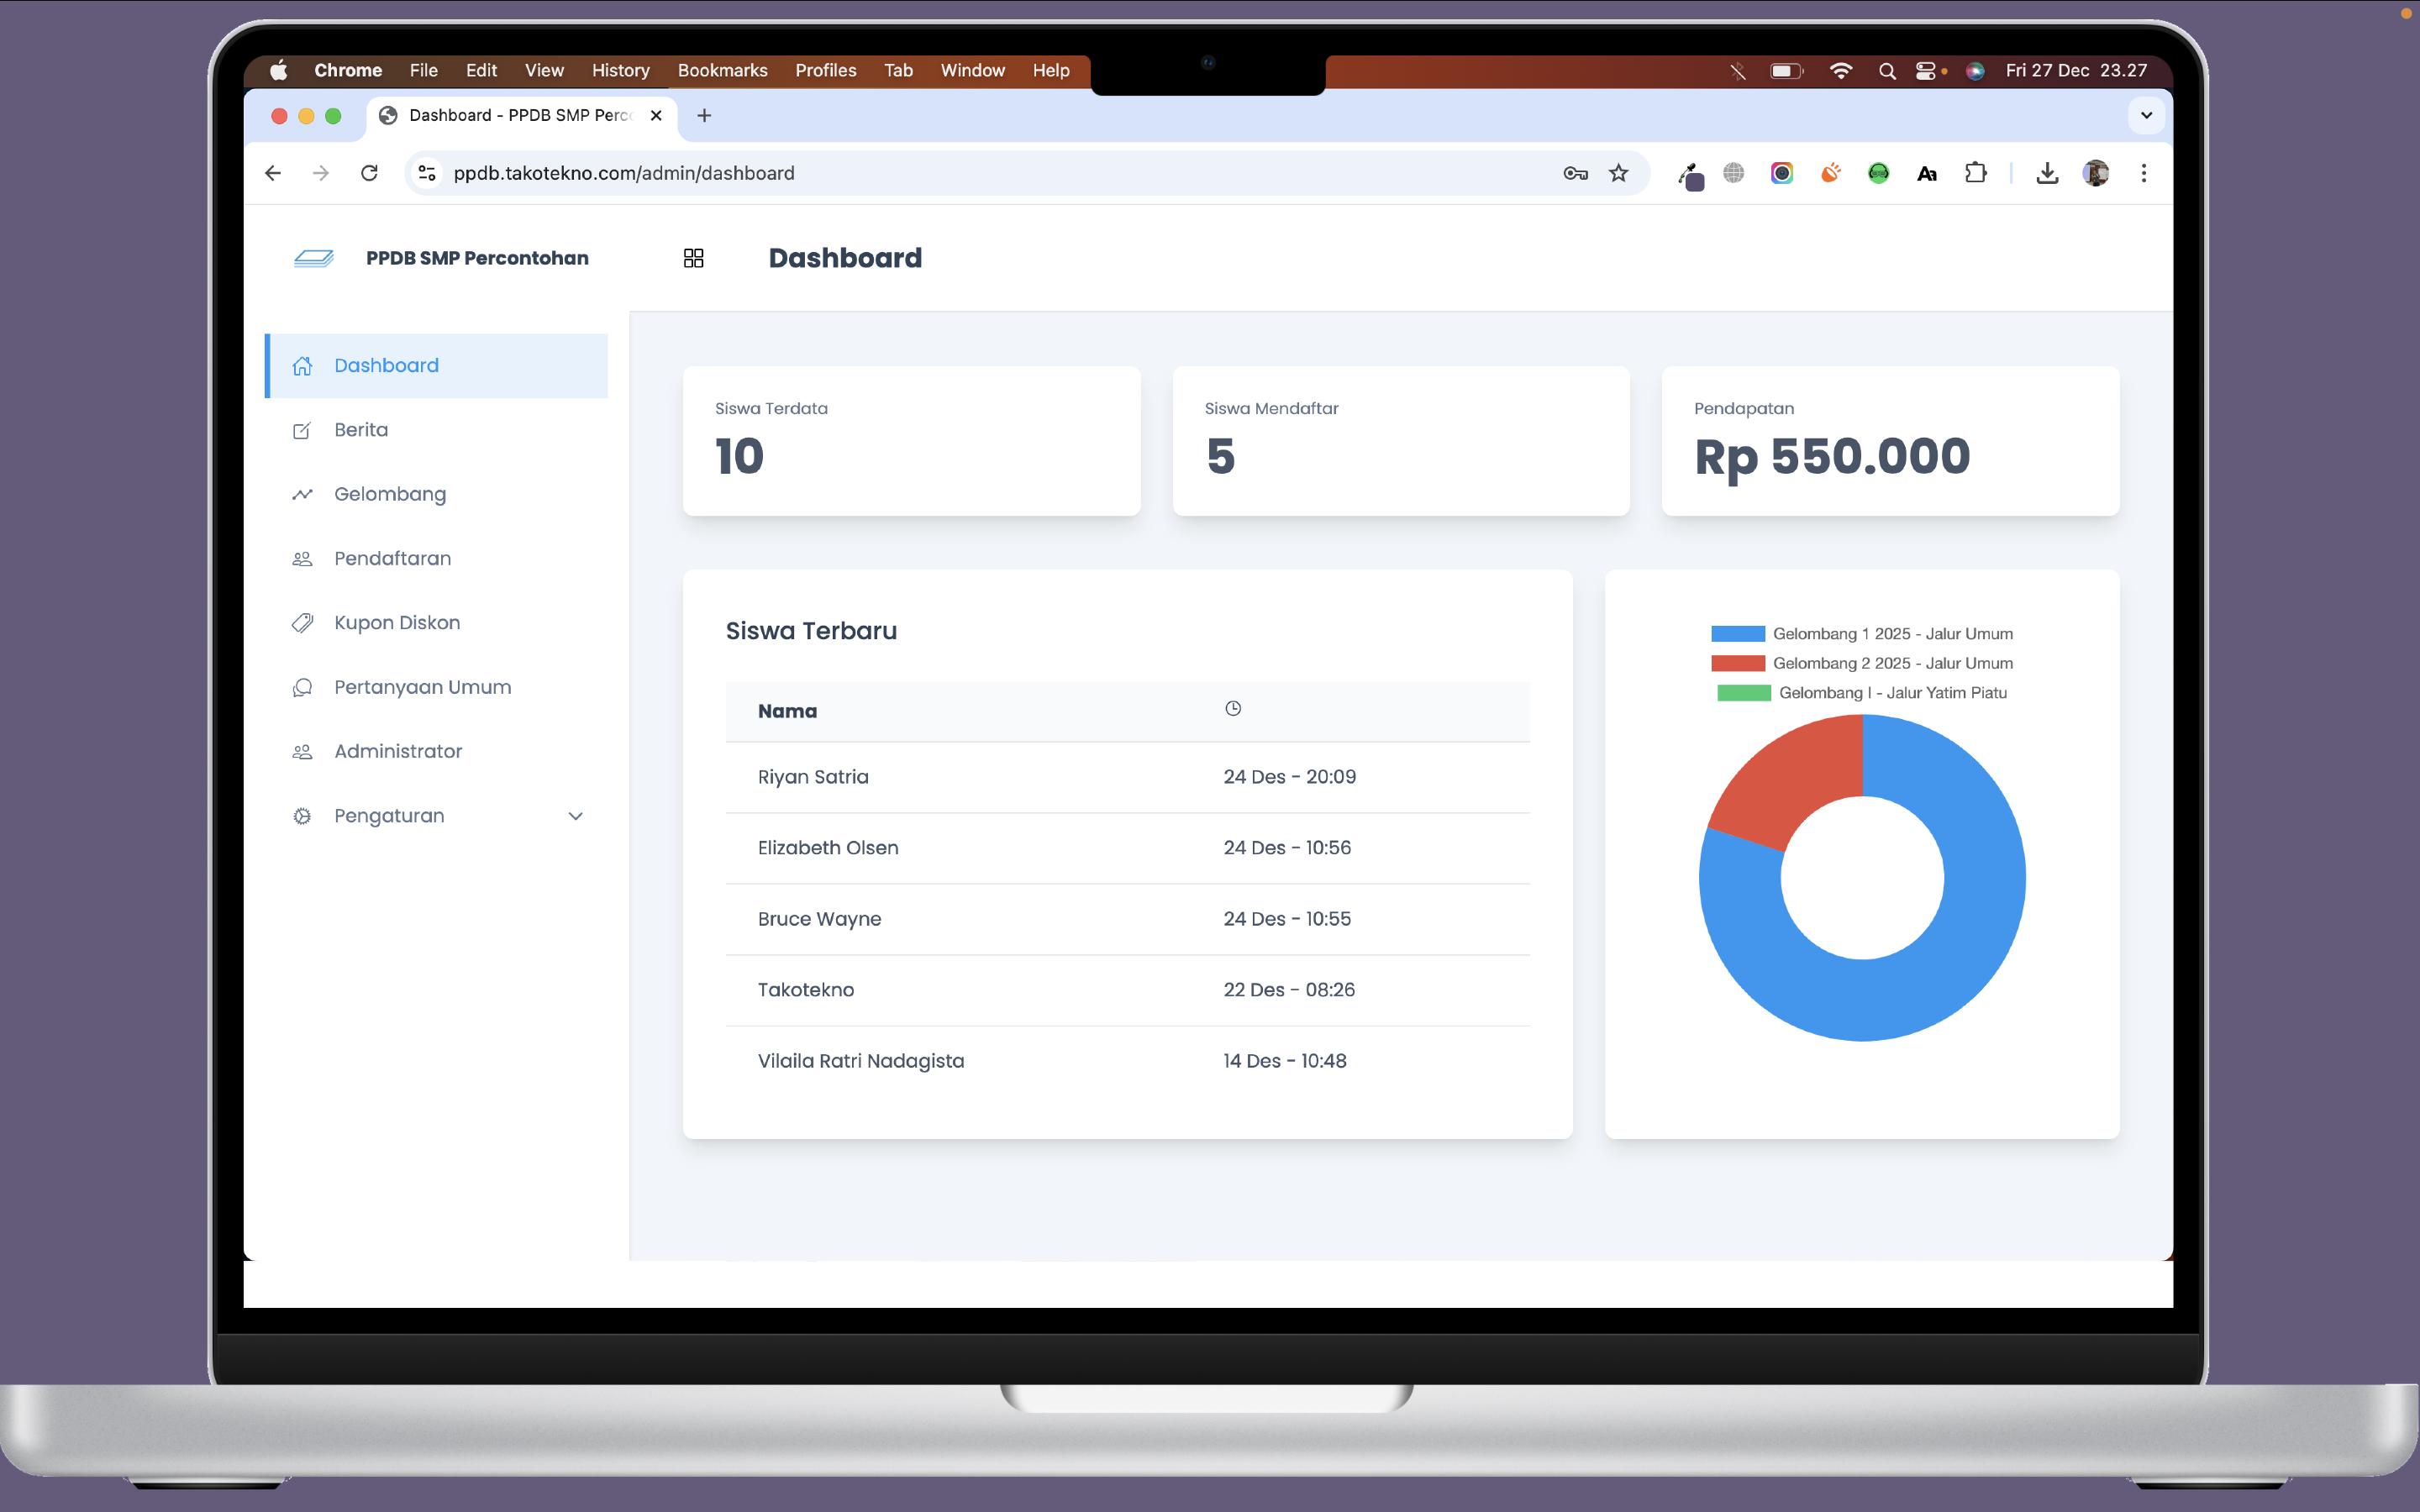 Chrome File Edit View History Bookmarks Profiles Tab Window Help Fri 27 Dec 23.27
Dashboard - PPDB SMP Perc
ppdb.takotekno.com/admin/dashboard
Aa
PPDB SMP Percontohan
Dashboard
Dashboard
Berita
Gelombang
Pendaftaran
Kupon Diskon
Pertanyaan Umum
Administrator
Pengaturan
Siswa Terdata
10
Siswa Mendaftar
5
Pendapatan
Rp 550.000
Siswa Terbaru
Nama
Riyan Satria 24 Des - 20:09
Elizabeth Olsen 24 Des - 10:56
Bruce Wayne 24 Des - 10:55
Takotekno 22 Des - 08:26
Vilaila Ratri Nadagista 14 Des - 10:48
Gelombang 1 2025 - Jalur Umum
Gelombang 2 2025 - Jalur Umum
Gelombang I - Jalur Yatim Piatu